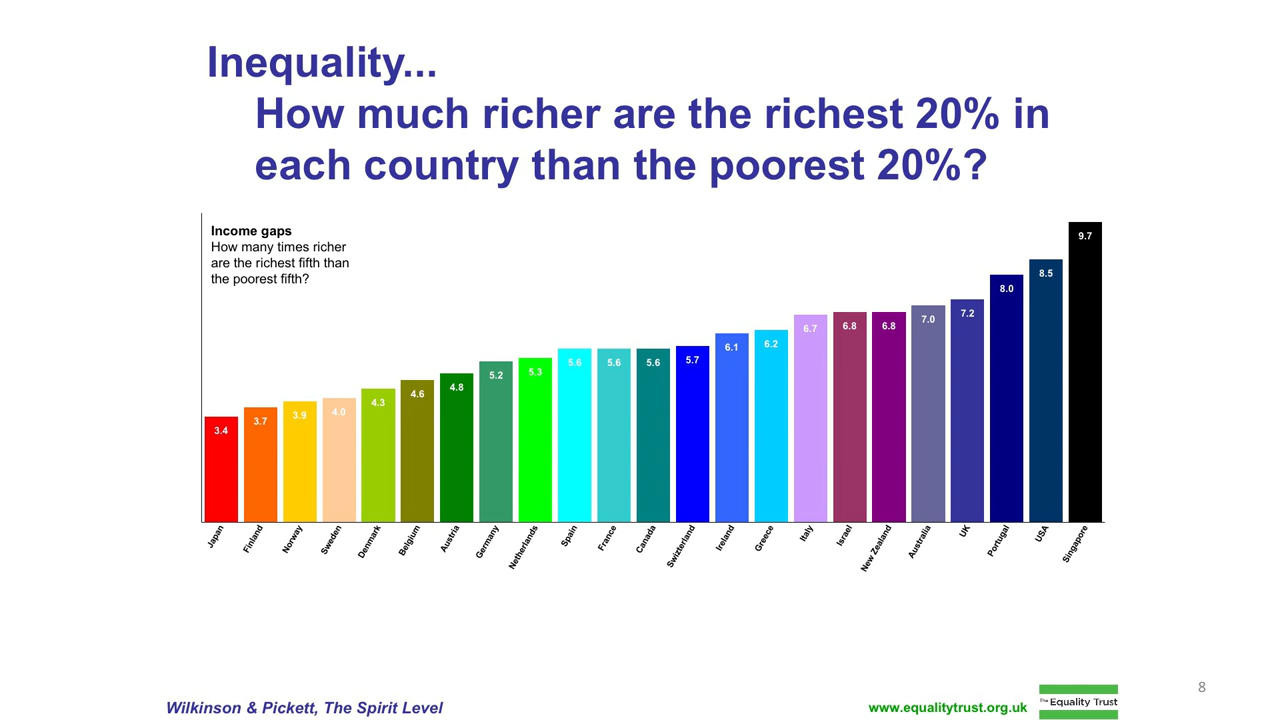 Inequality...
How much richer are the richest 20% in
each country than the poorest 20%?
Income gaps
How many times richer
are the richest fifth than
the poorest fifth?
3.4
3.7
3.9
4.0
4.3
4.6
4.8
5.2
5.3
5.6
5.6
5.6
5.7
6.1
6.2
6.7
6.8
6.8
7.0
7.2
8.0
8.5
9.7
Japan
Finland
Norway
Sweden
Denmark
Belgium
Austria
Germany
Netherlands
Spain
France
Canada
Swizterland
Ireland
Greece
Italy
Israel
New Zealand
Australia
UK
Portugal
USA
Singapore
Wilkinson & Pickett, The Spirit Level
www.equalitytrust.org.uk
The Equality Trust
8